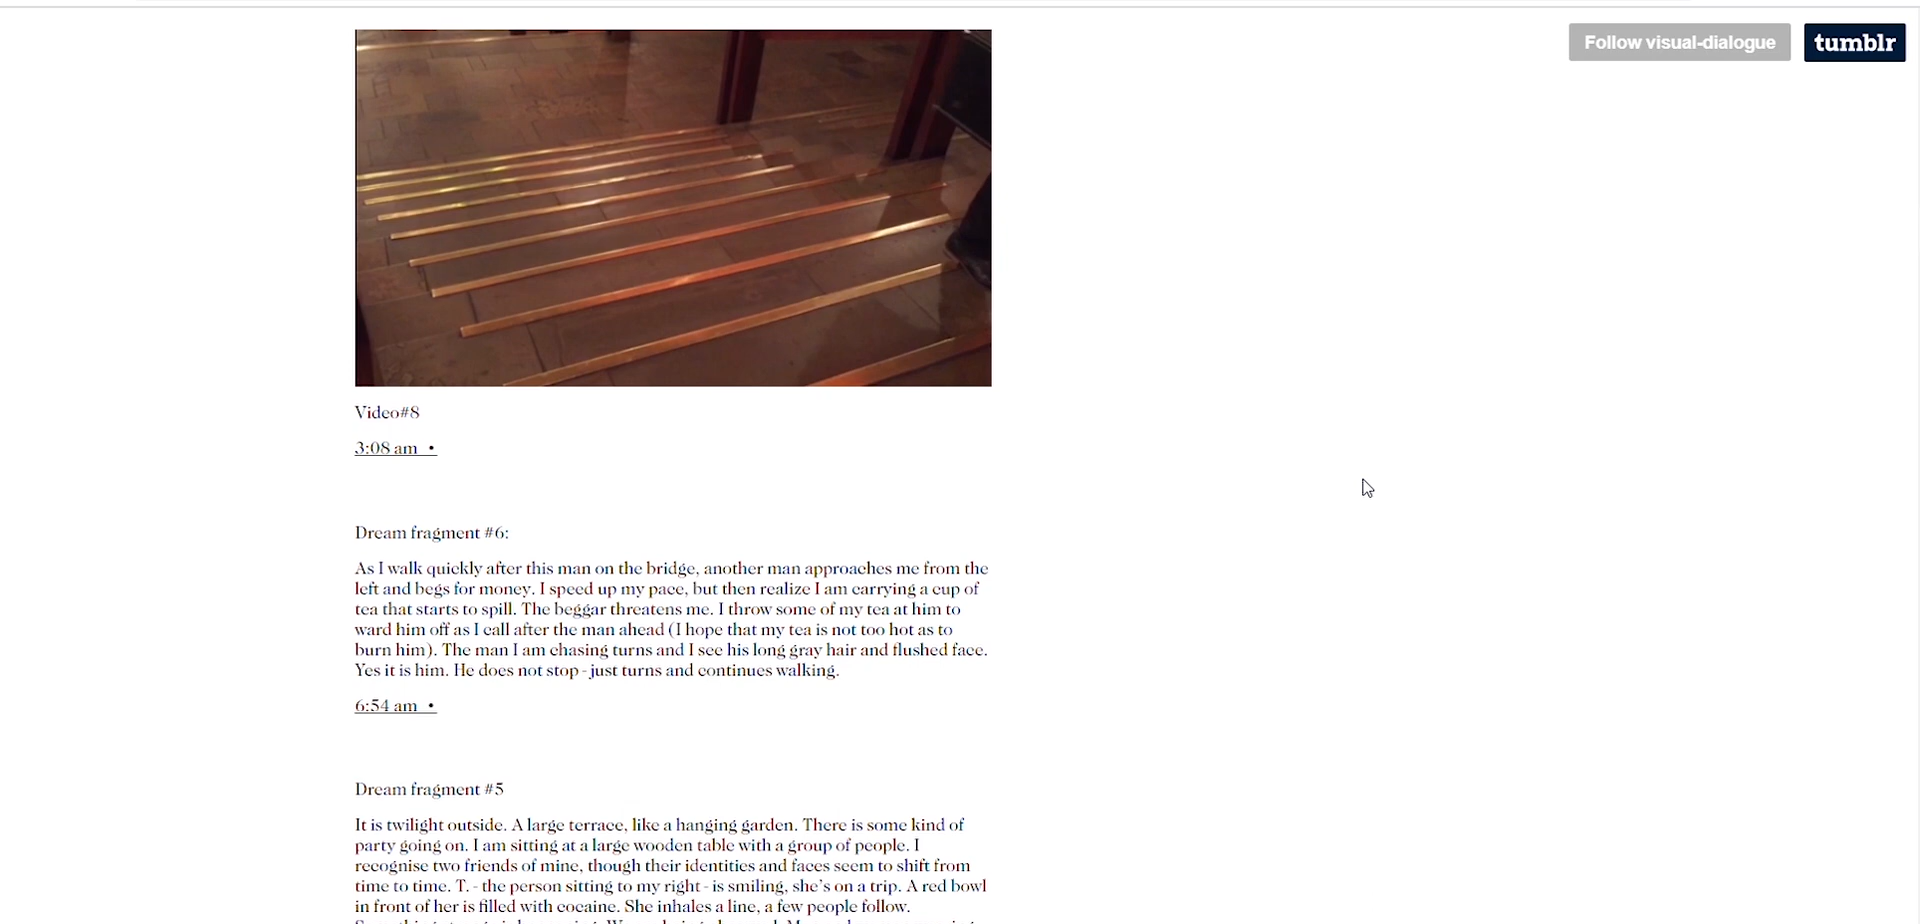 Follow visual-dialogue
tumblr
Video#8
3:08 am •
Dream fragment #6:
As I walk quickly after this man on the bridge, another man approaches me from the
left and begs for money. I speed up my pace, but then realize I am carrying a cup of
tea that starts to spill. The beggar threatens me. I throw some of my tea at him to
ward him off as I call after the man ahead (I hope that my tea is not too hot as to
burn him). The man I am chasing turns and I see his long gray hair and flushed face.
Yes it is him. He does not stop - just turns and continues walking.
6:54 am •
Dream fragment #5
It is twilight outside. A large terrace, like a hanging garden. There is some kind of
party going on. I am sitting at a large wooden table with a group of people. I
recognise two friends of mine, though their identities and faces seem to shift from
time to time. T. - the person sitting to my right - is smiling, she's on a trip. A red bowl
in front of her is filled with cocaine. She inhales a line, a few people follow.